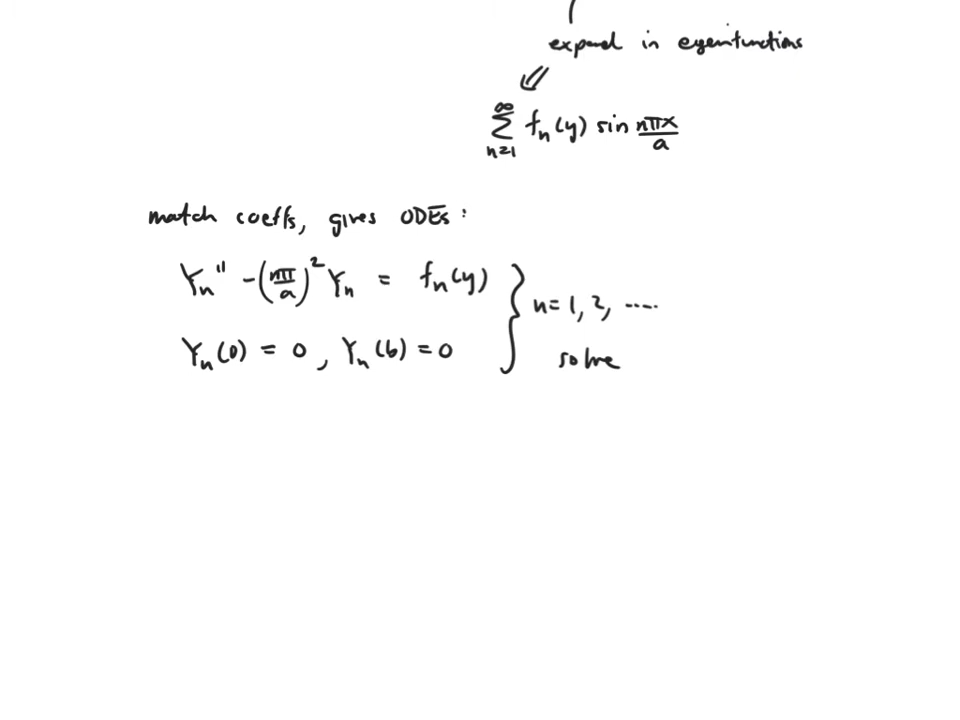 expand in eigenfunctions
∞
∑ fₙ(y) sin nπx/a
n=1
match coeffs, gives ODEs:
Yₙ'' - (nπ/a)² Yₙ = fₙ(y)
Yₙ(0) = 0, Yₙ(b) = 0
} n = 1, 2, .....
solve